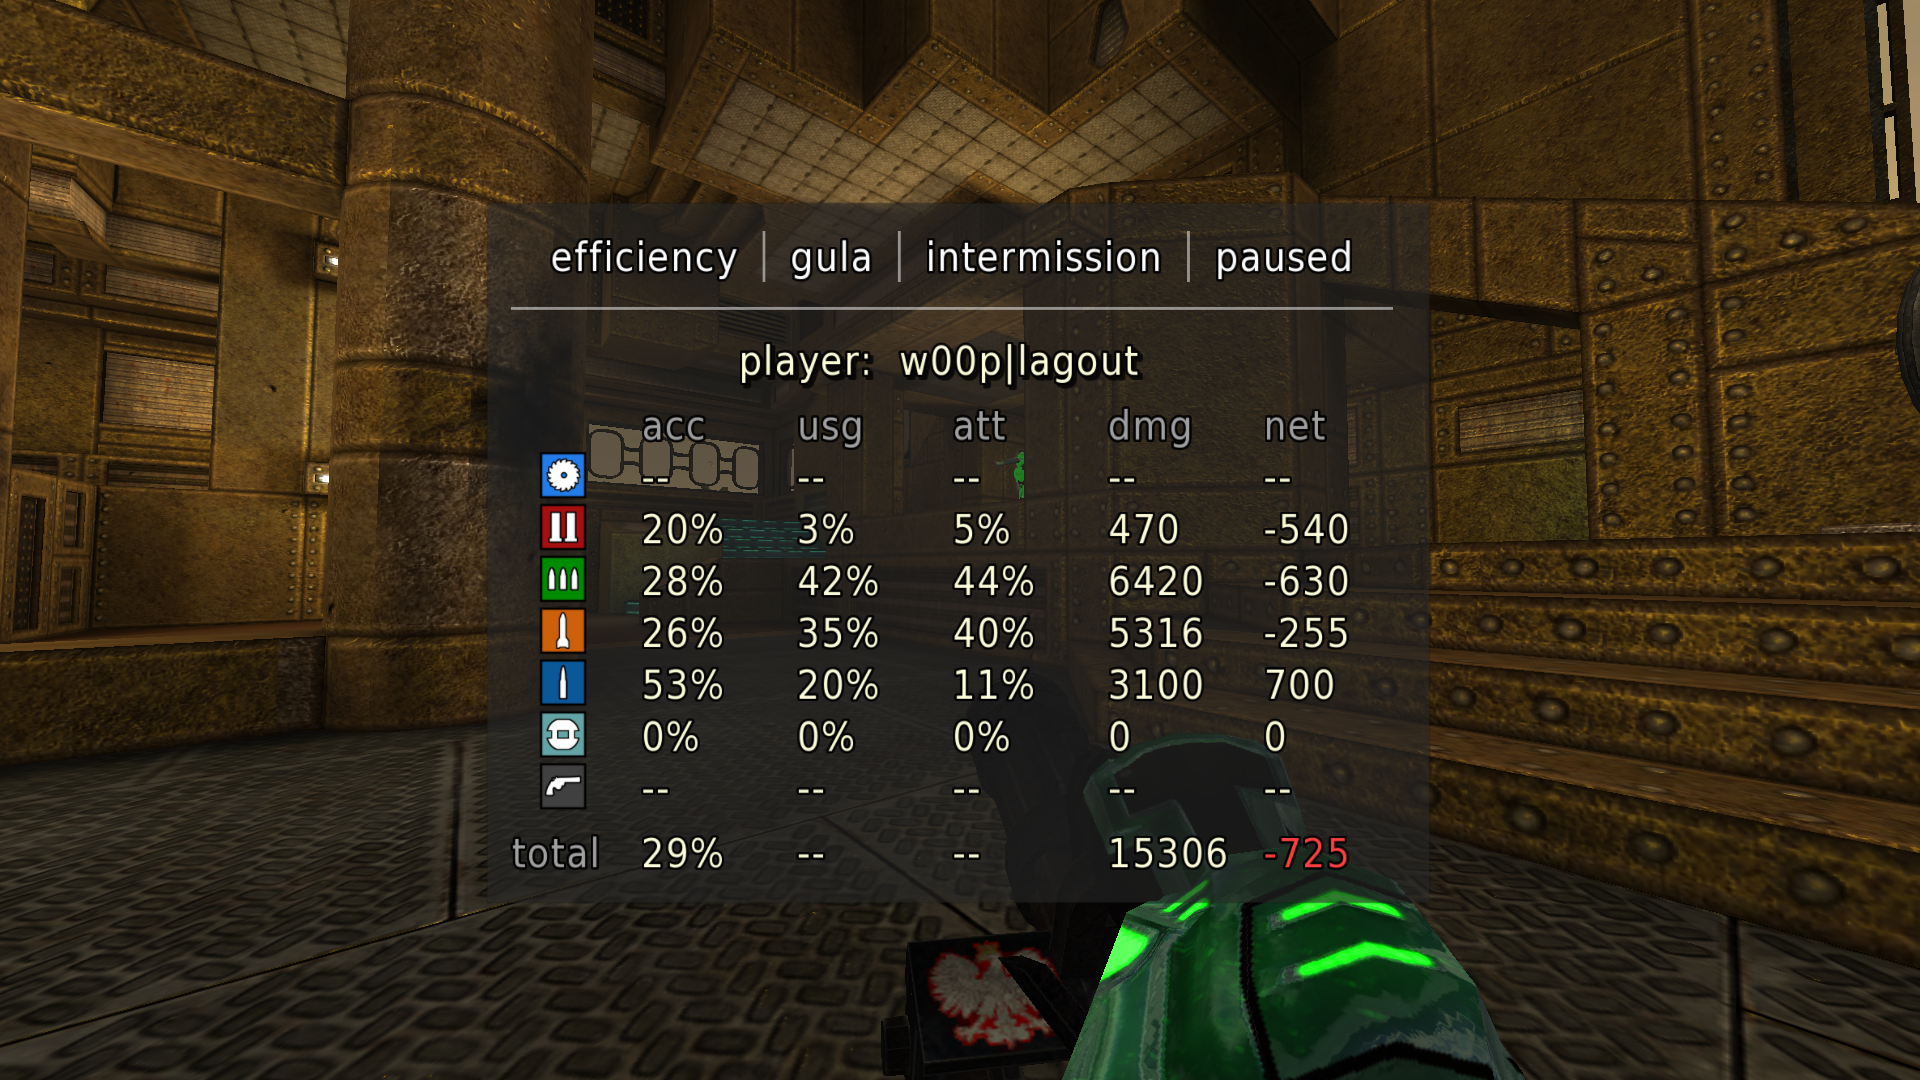 efficiency | gula | intermission | paused
player: w00p|lagout
acc usg att dmg net
-- -- -- -- --
20% 3% 5% 470 -540
28% 42% 44% 6420 -630
26% 35% 40% 5316 -255
53% 20% 11% 3100 700
0% 0% 0% 0 0
-- -- -- -- --
total 29% -- -- 15306 -725